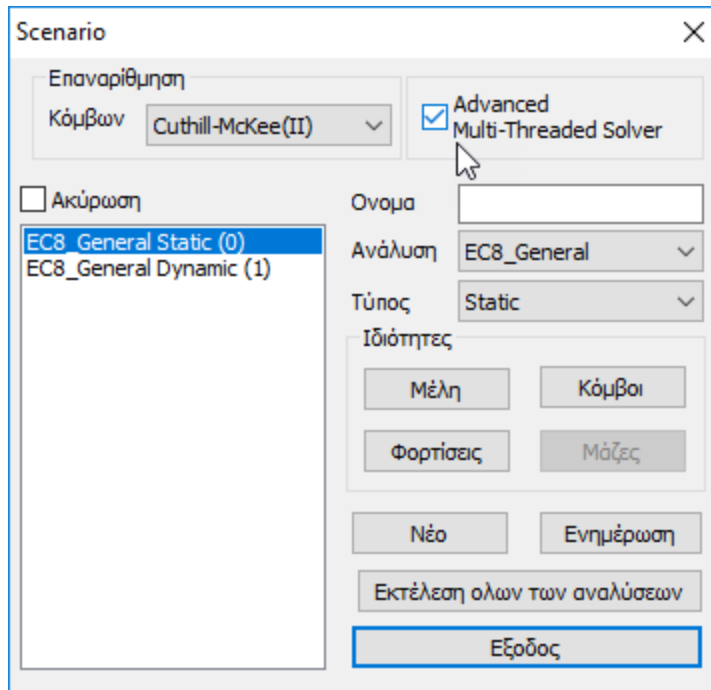 Scenario
Επαναρίθμηση
Κόμβων
Cuthill-McKee(II)
Advanced
Multi-Threaded Solver
Ακύρωση
EC8_General Static (0)
EC8_General Dynamic (1)
Ονομα
Ανάλυση
EC8_General
Τύπος
Static
Ιδιότητες
Μέλη
Κόμβοι
Φορτίσεις
Μάζες
Νέο
Ενημέρωση
Εκτέλεση ολων των αναλύσεων
Εξοδος